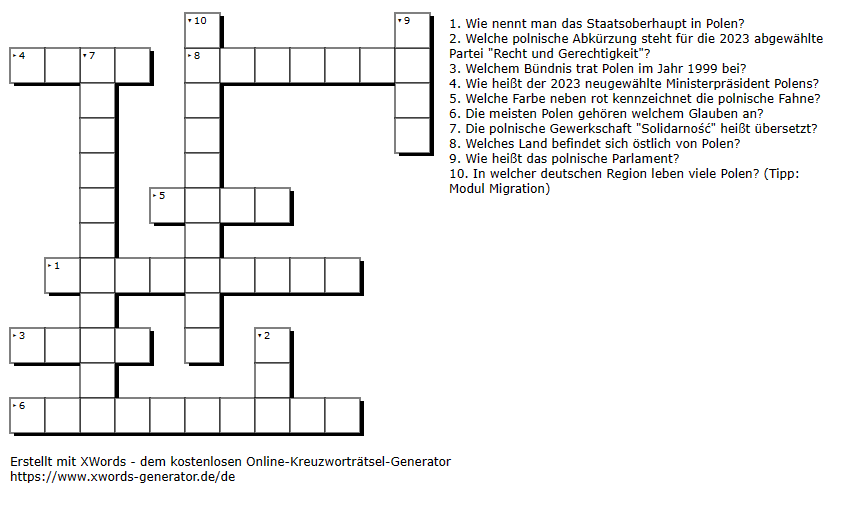 10
9
4
7
8
5
1
3
2
6
1. Wie nennt man das Staatsoberhaupt in Polen?
2. Welche polnische Abkürzung steht für die 2023 abgewählte
Partei "Recht und Gerechtigkeit"?
3. Welchem Bündnis trat Polen im Jahr 1999 bei?
4. Wie heißt der 2023 neugewählte Ministerpräsident Polens?
5. Welche Farbe neben rot kennzeichnet die polnische Fahne?
6. Die meisten Polen gehören welchem Glauben an?
7. Die polnische Gewerkschaft "Solidarność" heißt übersetzt?
8. Welches Land befindet sich östlich von Polen?
9. Wie heißt das polnische Parlament?
10. In welcher deutschen Region leben viele Polen? (Tipp:
Modul Migration)
Erstellt mit XWords - dem kostenlosen Online-Kreuzworträtsel-Generator
https://www.xwords-generator.de/de